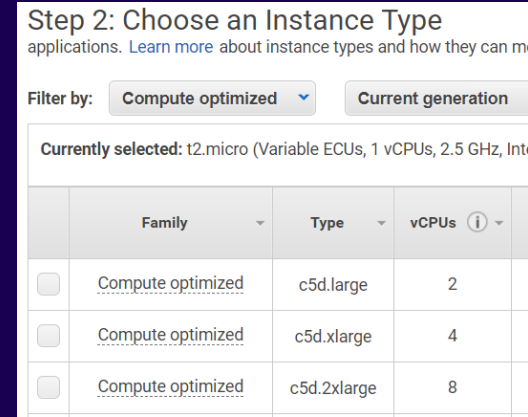 Step 2: Choose an Instance Type
applications. Learn more about instance types and how they can
Filter by: Compute optimized Current generation
Currently selected: t2.micro (Variable ECUs, 1 vCPUs, 2.5 GHz,
Family Type vCPUs i
Compute optimized c5d.large 2
Compute optimized c5d.xlarge 4
Compute optimized c5d.2xlarge 8